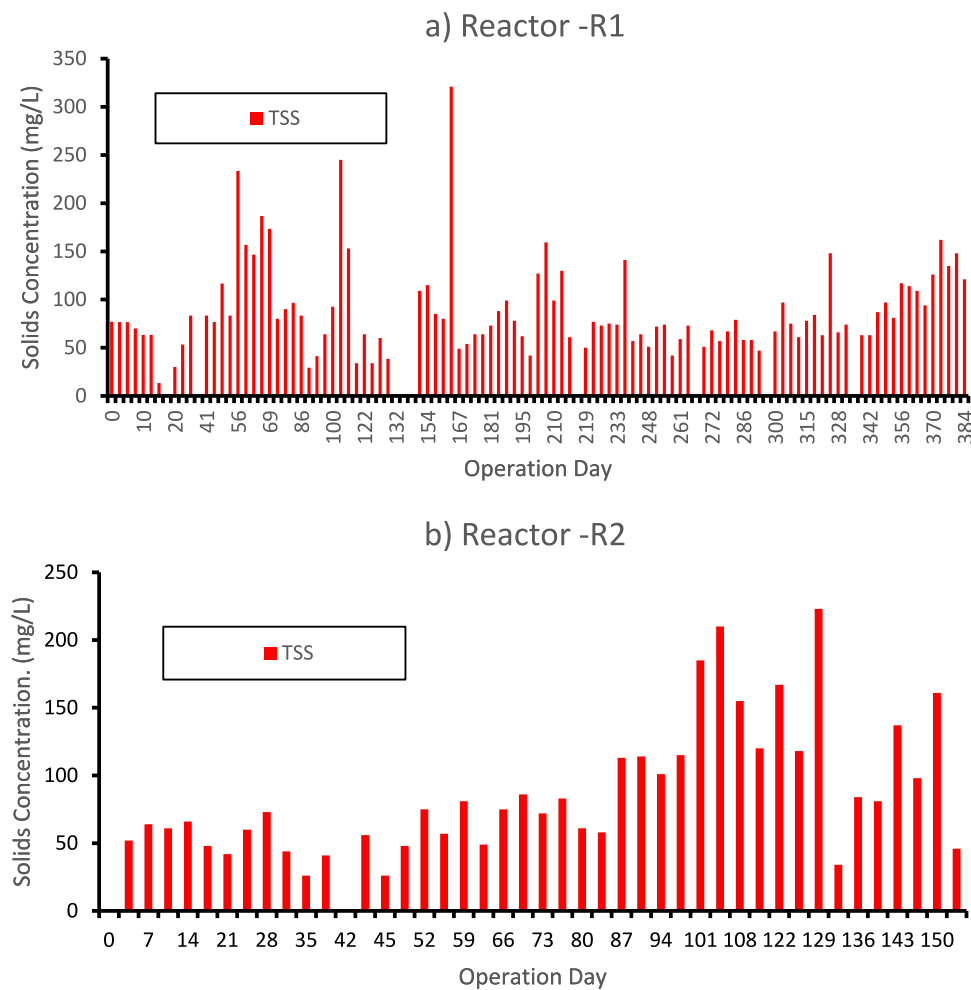 a) Reactor -R1
Solids Concentration (mg/L)
350
300
250
200
150
100
50
0
TSS
0 10 20 41 56 69 86 100 122 132 154 167 181 195 210 219 233 248 261 272 286 300 315 328 342 356 370 384
Operation Day
b) Reactor -R2
Solids Concentration. (mg/L)
250
200
150
100
50
0
TSS
0 7 14 21 28 35 42 45 52 59 66 73 80 87 94 101 108 122 129 136 143 150
Operation Day